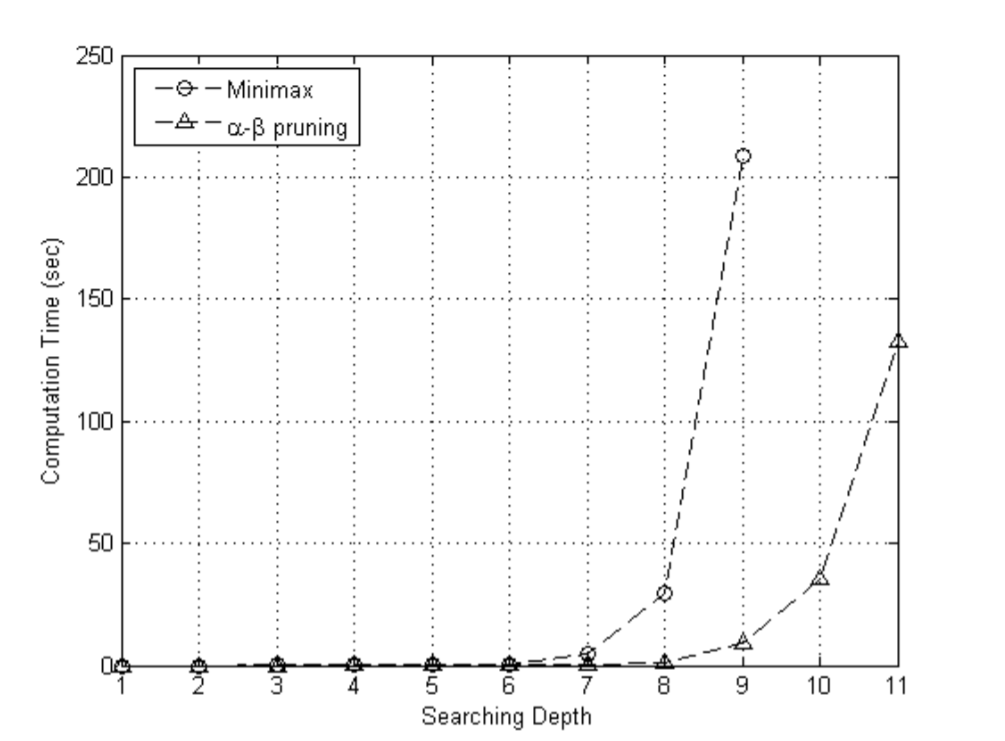 250
200
150
100
50
0
Minimax
α-β pruning
Computation Time (sec)
1 2 3 4 5 6 7 8 9 10 11
Searching Depth